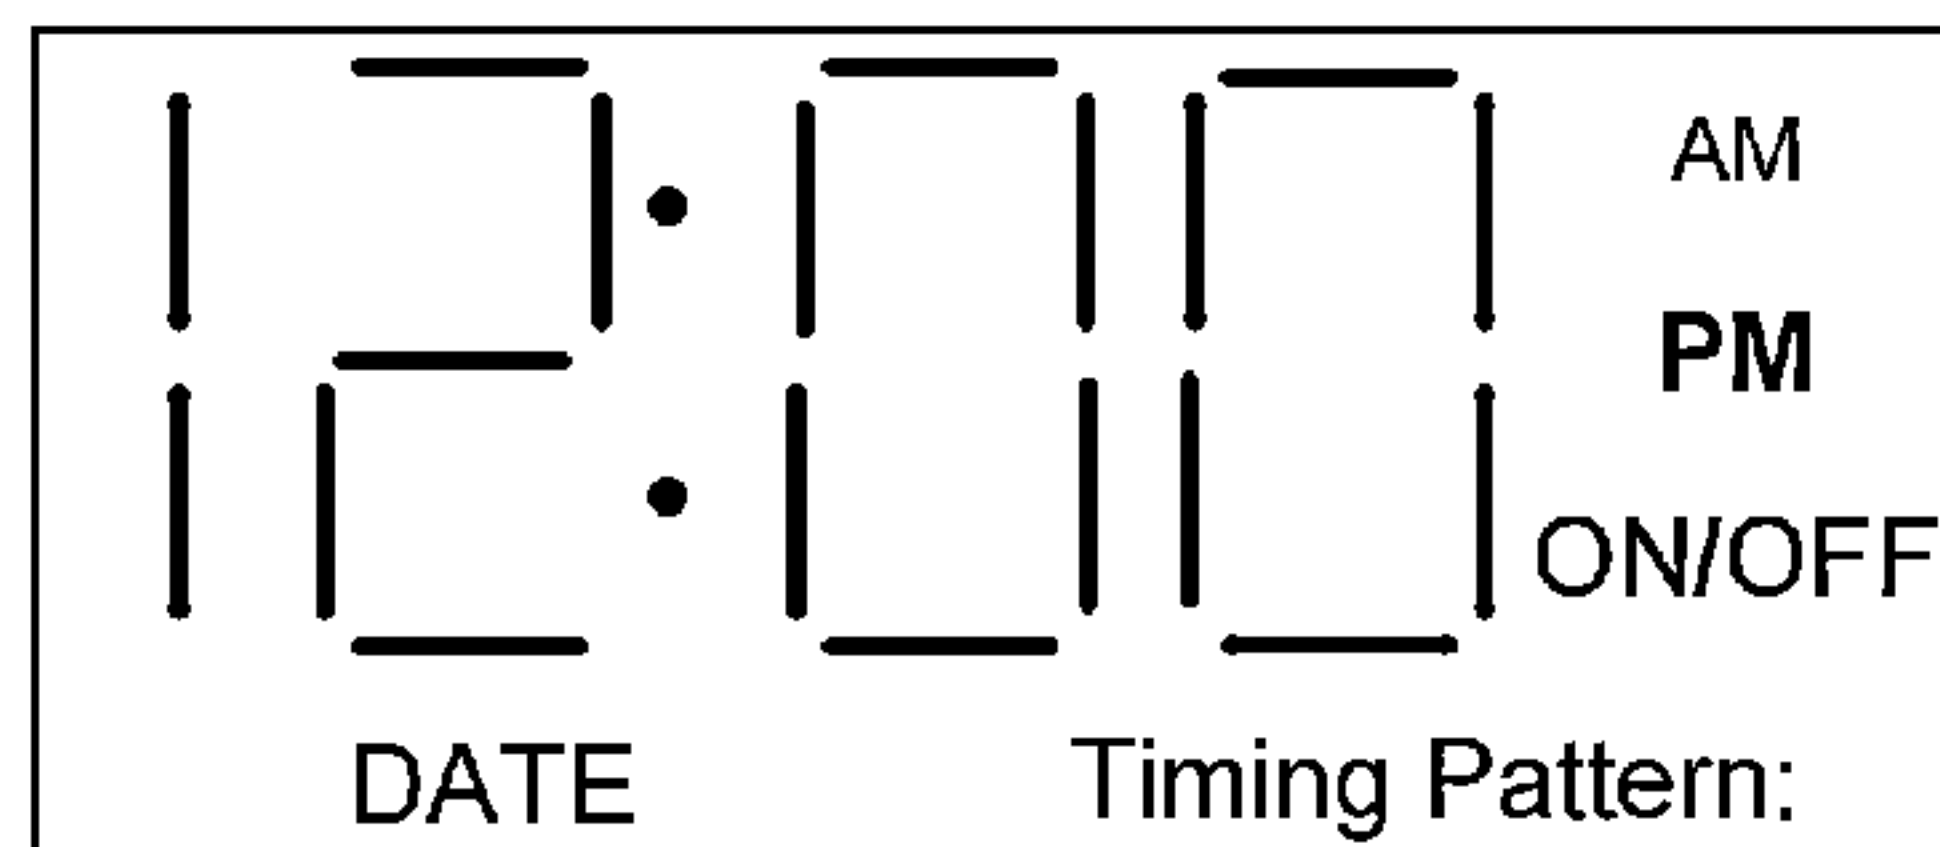 12:00
AM
PM
ON/OFF
DATE
Timing Pattern: